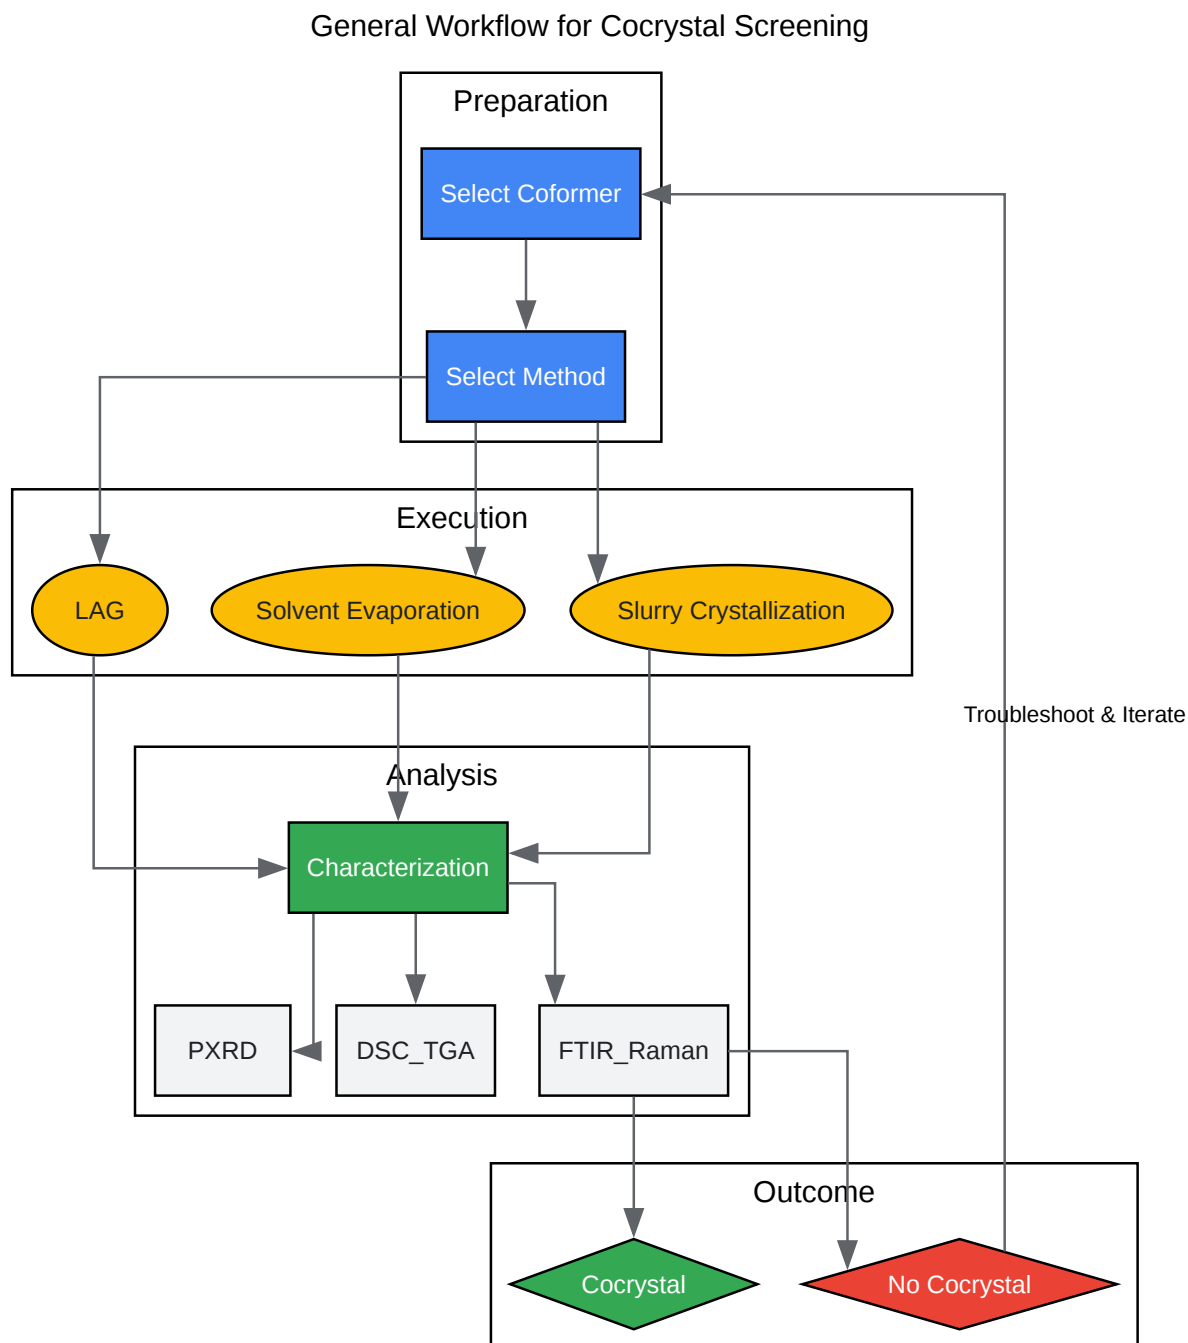 General Workflow for Cocrystal Screening
Preparation
Select Coformer
Select Method
Execution
LAG
Solvent Evaporation
Slurry Crystallization
Troubleshoot & Iterate
Analysis
Characterization
PXRD
DSC_TGA
FTIR_Raman
Outcome
Cocrystal
No Cocrystal